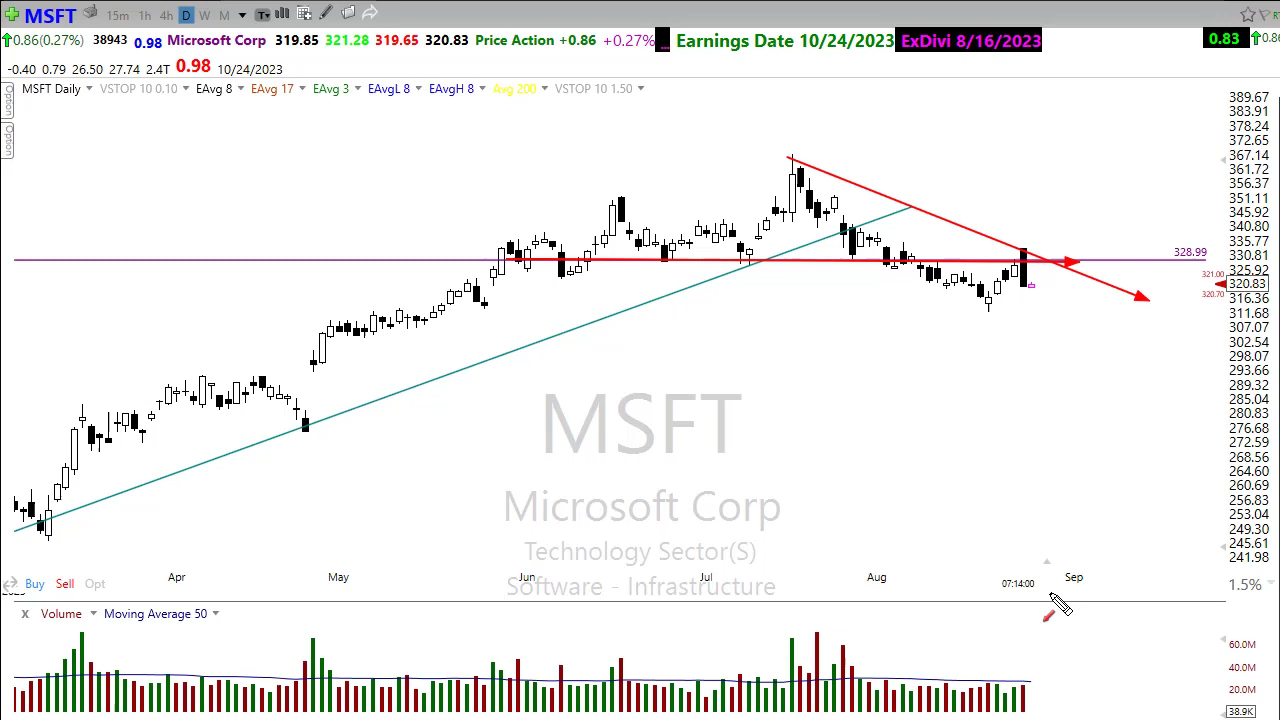 MSFT 15m 1h 4h D W M T
0.86(0.27%) 38943 0.98 Microsoft Corp 319.85 321.28 319.65 320.83 Price Action +0.86 +0.27% ... Earnings Date 10/24/2023 ExDivi 8/16/2023 0.83 0.86
-0.40 0.79 26.50 27.74 2.4T 0.98 10/24/2023
MSFT Daily VSTOP 10 0.10 EAvg 8 EAvg 17 EAvg 3 EAvgL 8 EAvgH 8 Avg 200 VSTOP 10 1.50
Option
Option
389.67
383.91
378.24
372.65
367.14
361.72
356.37
351.11
345.92
340.80
335.77
328.99
330.81
325.92
321.00
320.83
320.70
316.36
311.68
307.07
302.54
298.07
293.66
289.32
285.04
280.83
276.68
272.59
268.56
264.60
260.69
256.83
253.04
249.30
245.61
241.98
MSFT
Microsoft Corp
Technology Sector(S)
Software - Infrastructure
Apr May Jun Jul Aug Sep
Buy Sell Opt 07:14:00 1.5%
X Volume Moving Average 50
60.0M
40.0M
20.0M
38.9K